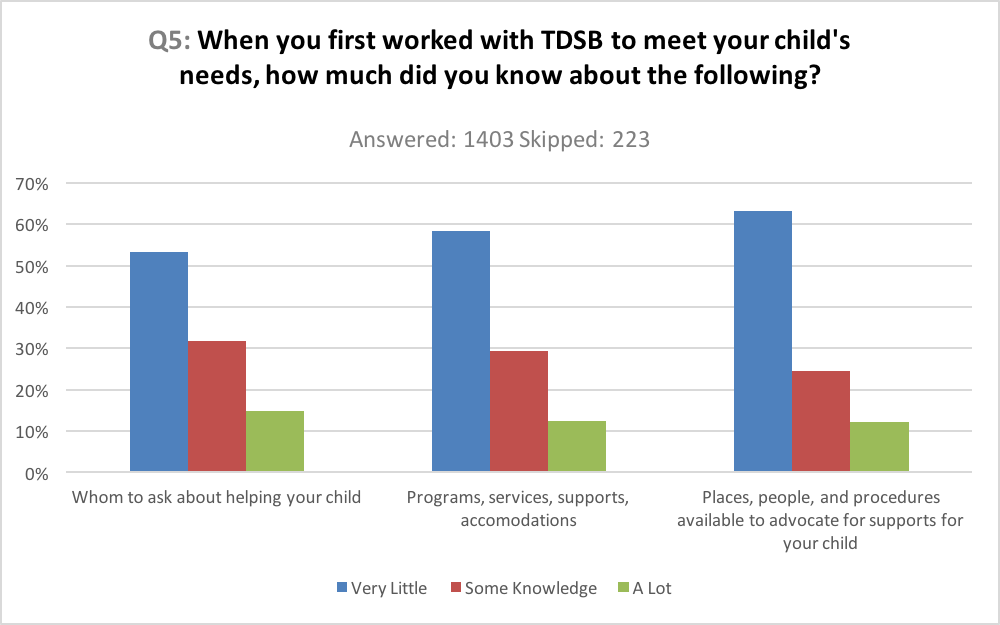 Q5: When you first worked with TDSB to meet your child's
needs, how much did you know about the following?
Answered: 1403 Skipped: 223
70%
60%
50%
40%
30%
20%
10%
0%
Whom to ask about helping your child
Programs, services, supports,
accomodations
Places, people, and procedures
available to advocate for supports for
your child
Very Little
Some Knowledge
A Lot